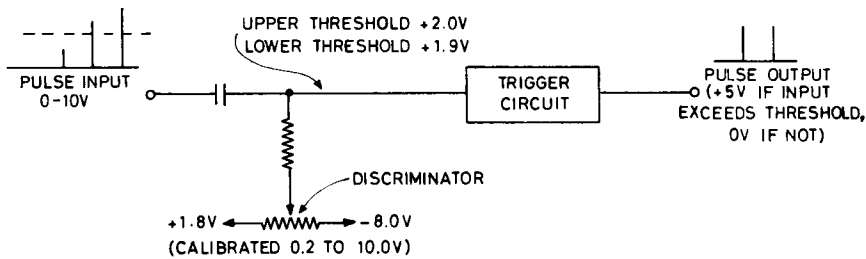 UPPER THRESHOLD +2.0V
LOWER THRESHOLD +1.9V
PULSE INPUT
0-10V
TRIGGER
CIRCUIT
PULSE OUTPUT
(+5V IF INPUT
EXCEEDS THRESHOLD,
0V IF NOT)
DISCRIMINATOR
+1.8V
-8.0V
(CALIBRATED 0.2 TO 10.0V)